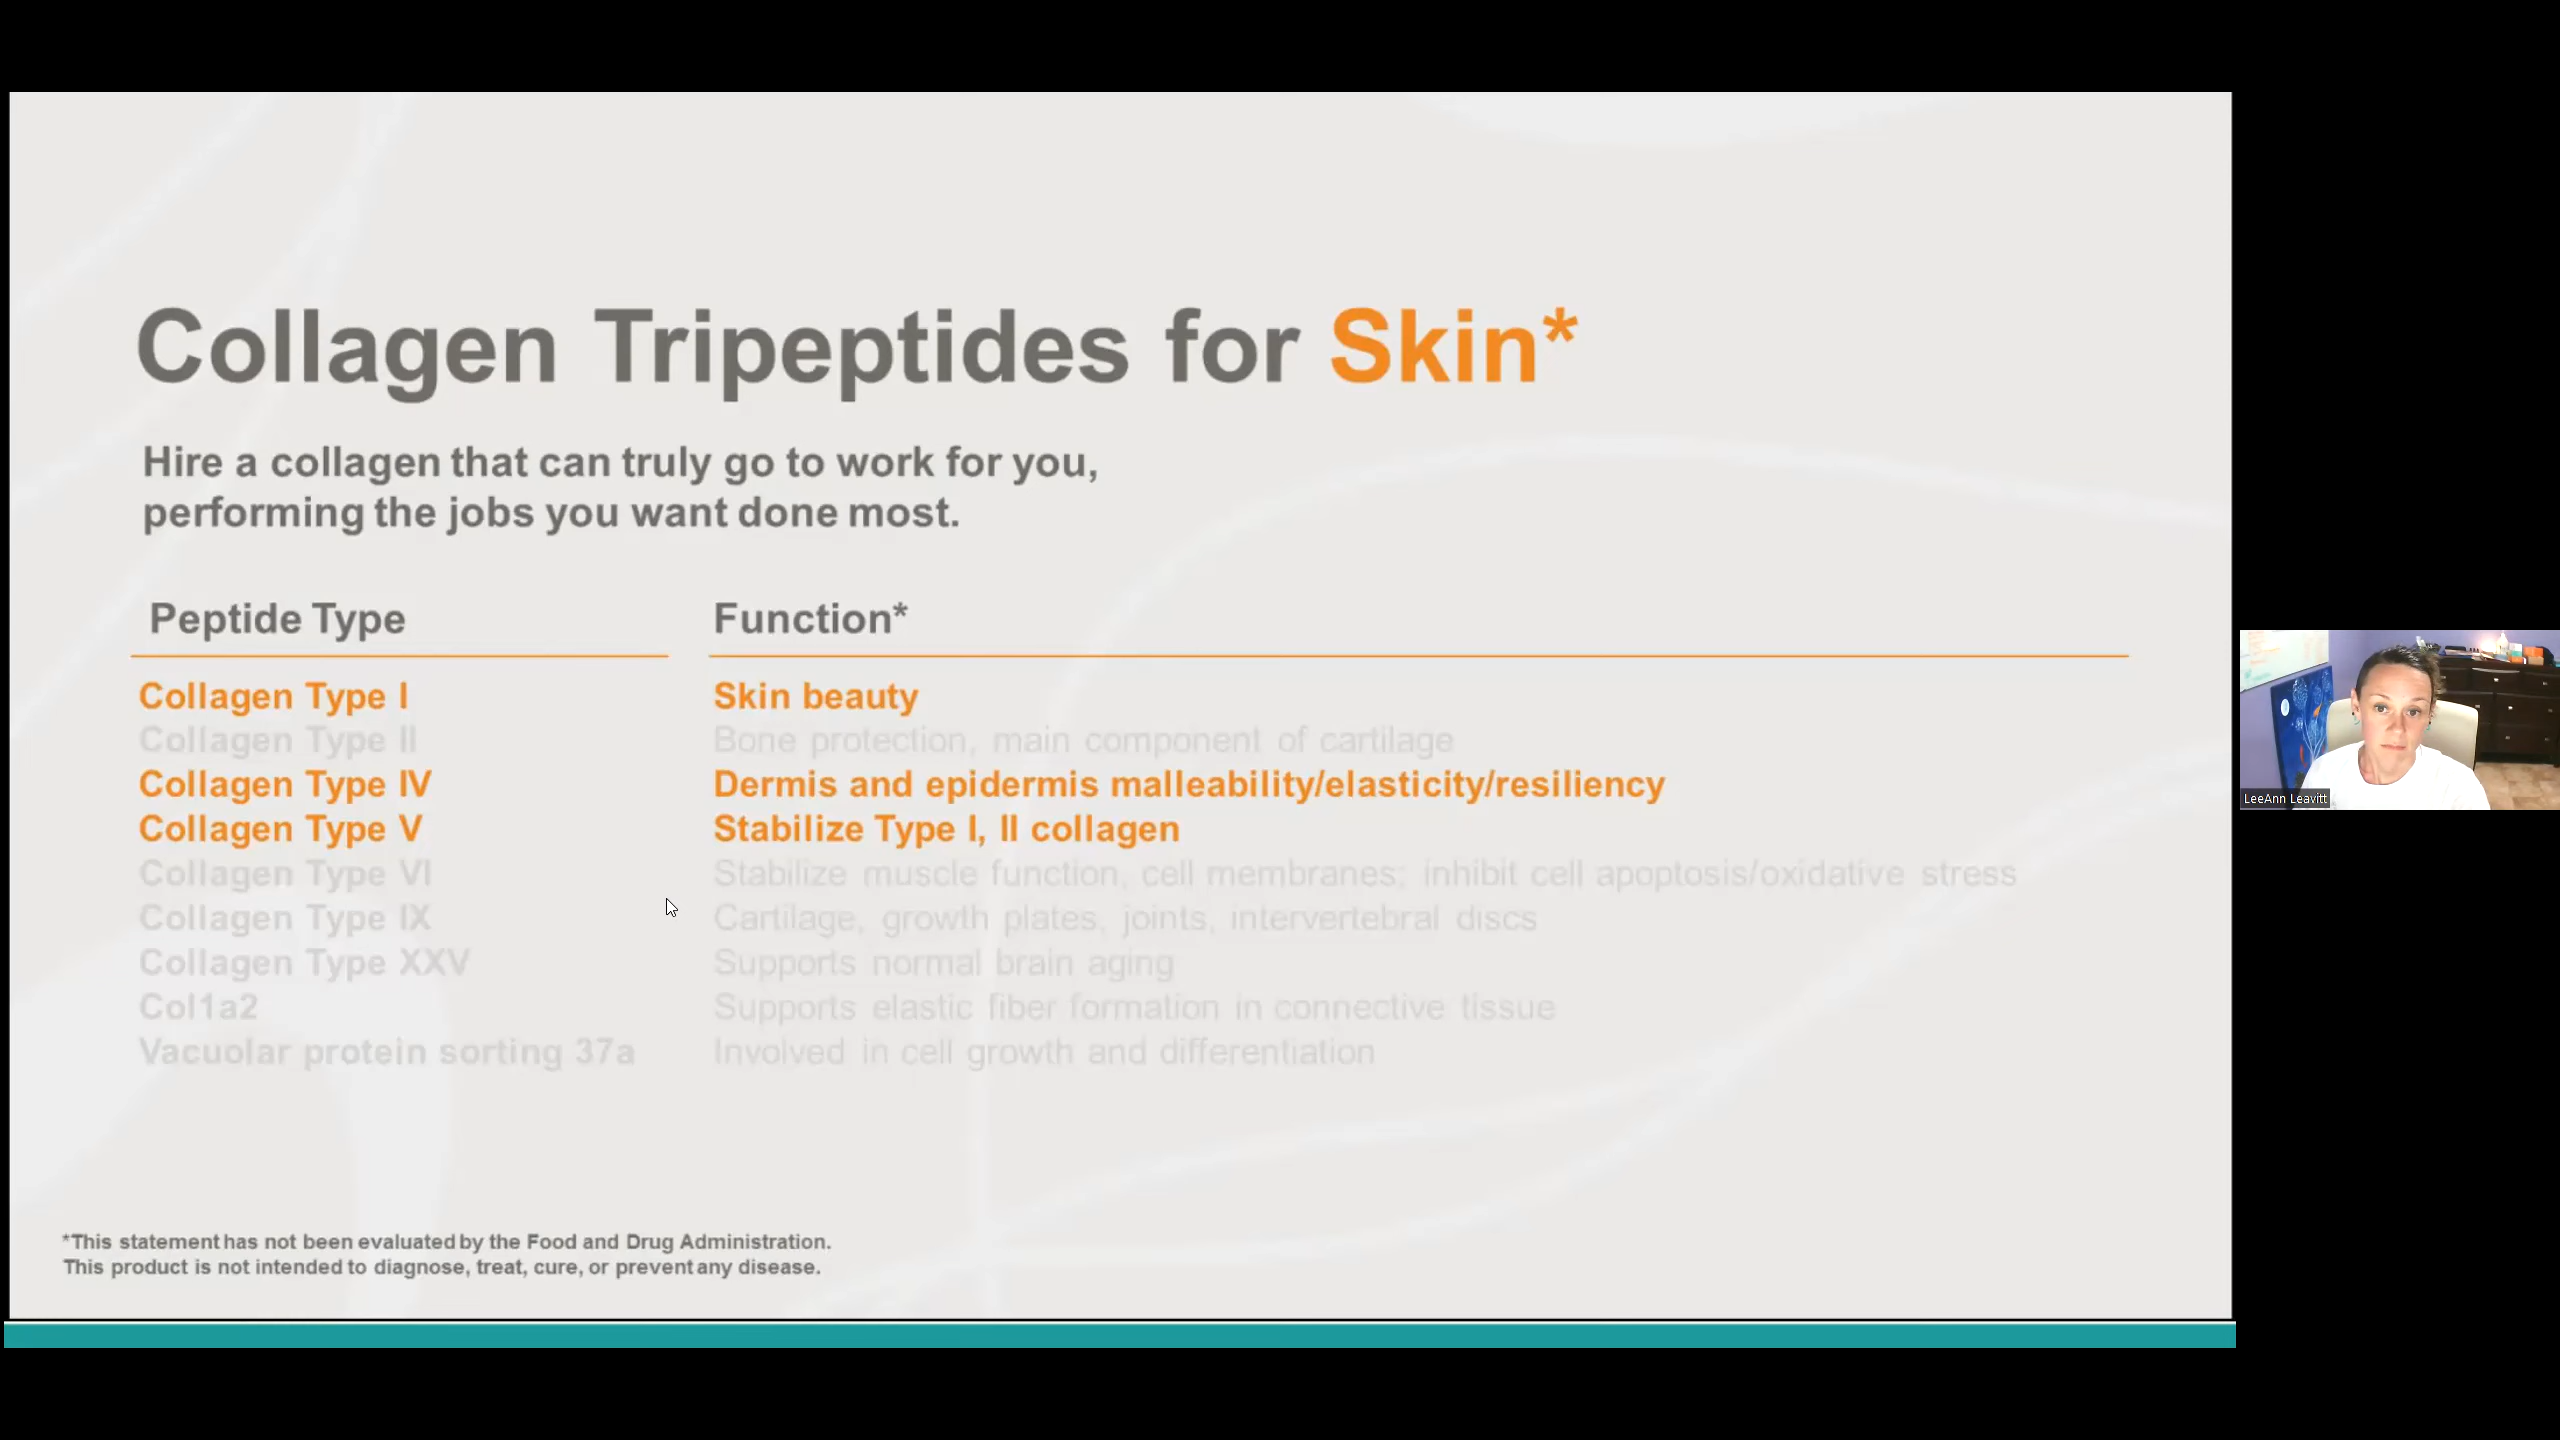 Collagen Tripeptides for Skin*
Hire a collagen that can truly go to work for you,
performing the jobs you want done most.
Peptide Type Function*
Collagen Type I Skin beauty
Collagen Type II Bone protection, main component of cartilage
Collagen Type IV Dermis and epidermis malleability/elasticity/resiliency
Collagen Type V Stabilize Type I, II collagen
Collagen Type VI Stabilize muscle function, cell membranes; inhibit cell apoptosis/oxidative stress
Collagen Type IX Cartilage, growth plates, joints, intervertebral discs
Collagen Type XXV Supports normal brain aging
Col1a2 Supports elastic fiber formation in connective tissue
Vacuolar protein sorting 37a Involved in cell growth and differentiation
*This statement has not been evaluated by the Food and Drug Administration.
This product is not intended to diagnose, treat, cure, or prevent any disease.
LeeAnn Leavitt